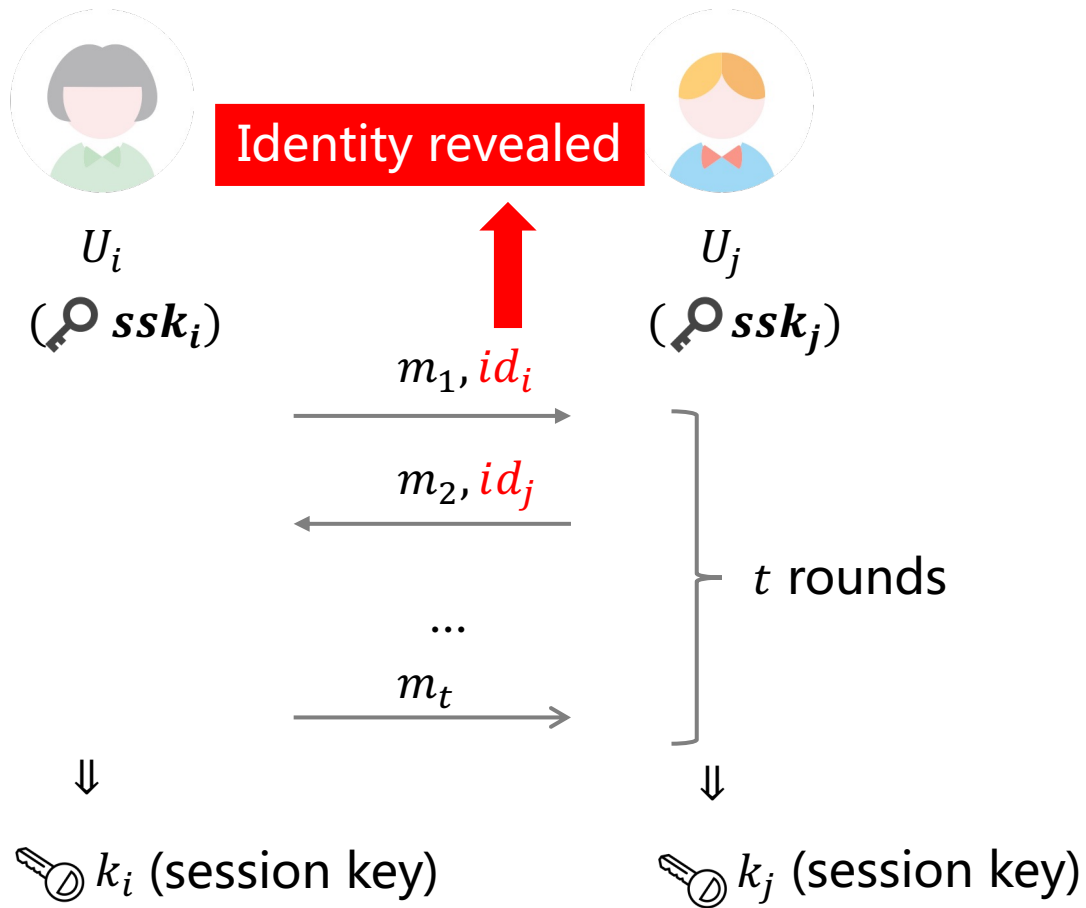 Identity revealed
U_i
U_j
(ssk_i)
(ssk_j)
m_1, id_i
m_2, id_j
t rounds
...
m_t
⇓
⇓
k_i (session key)
k_j (session key)